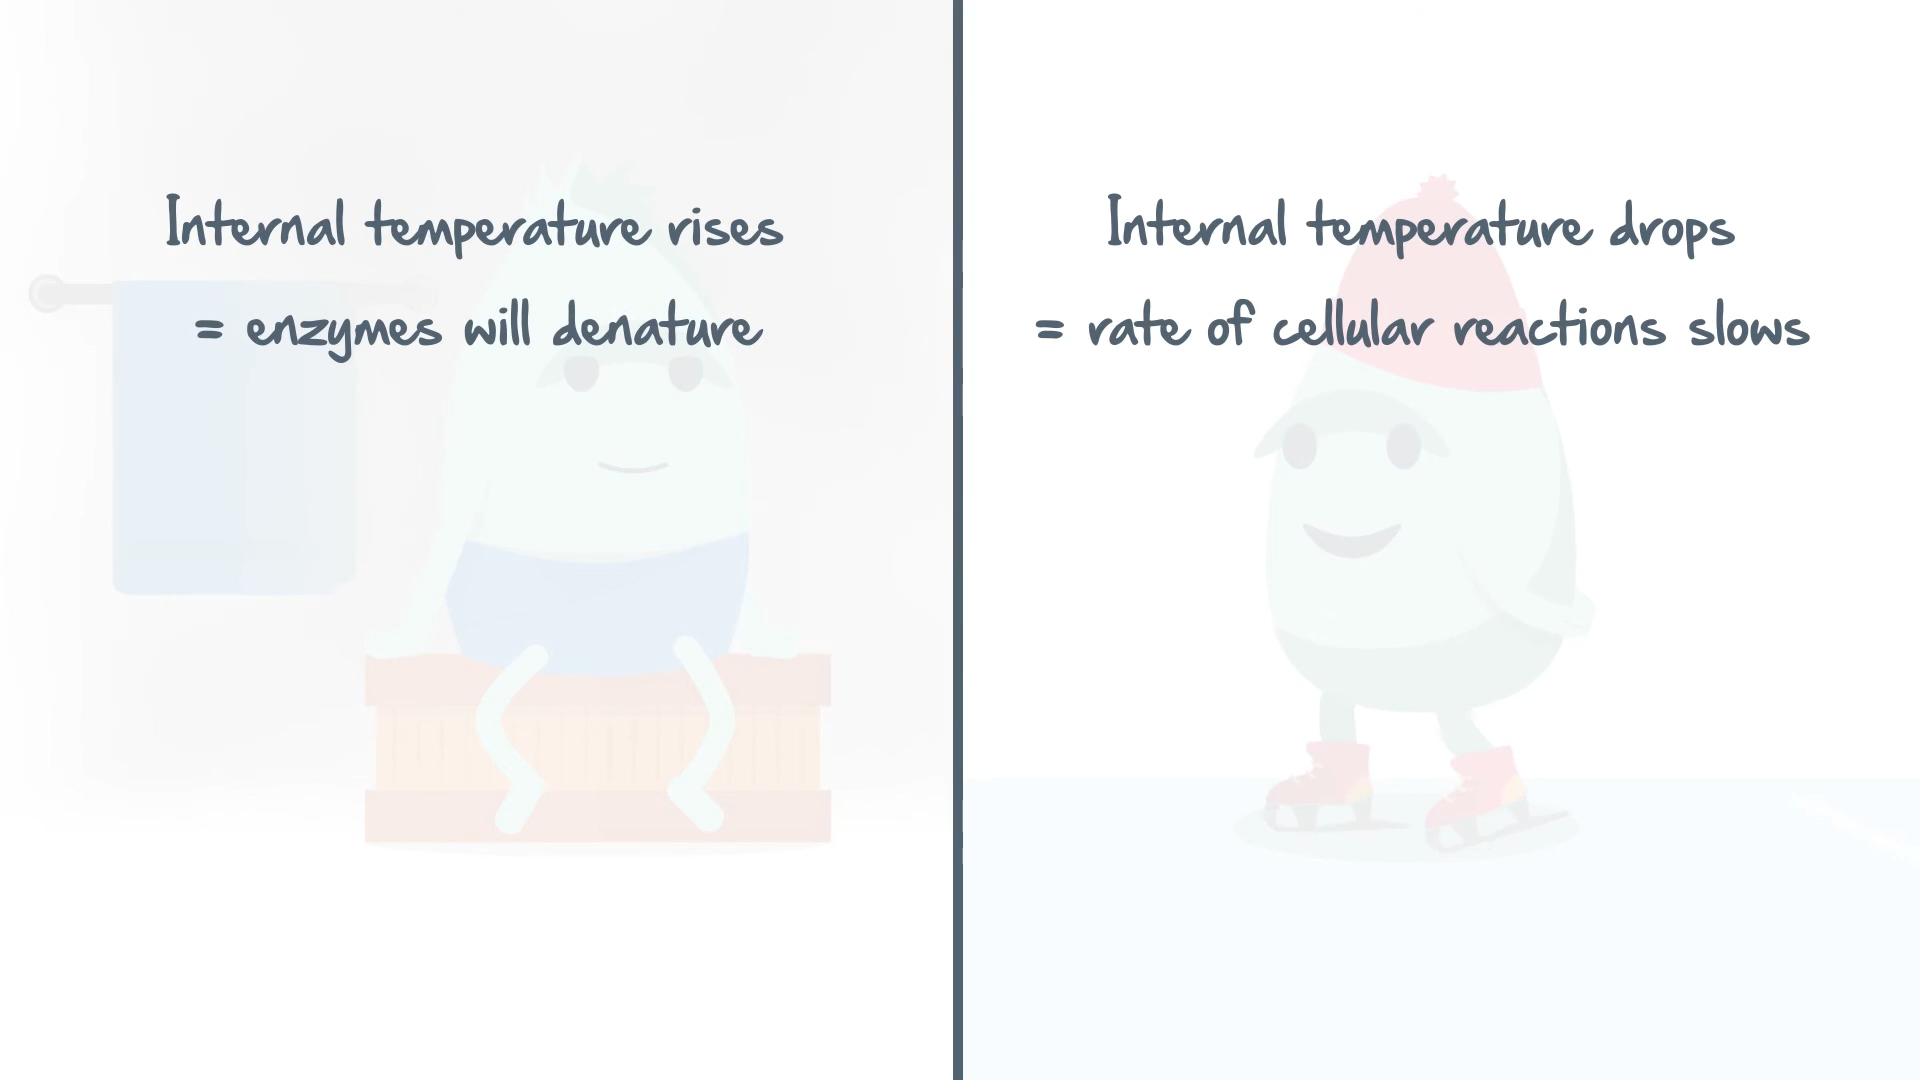 Internal temperature rises
= enzymes will denature
Internal temperature drops
= rate of cellular reactions slows